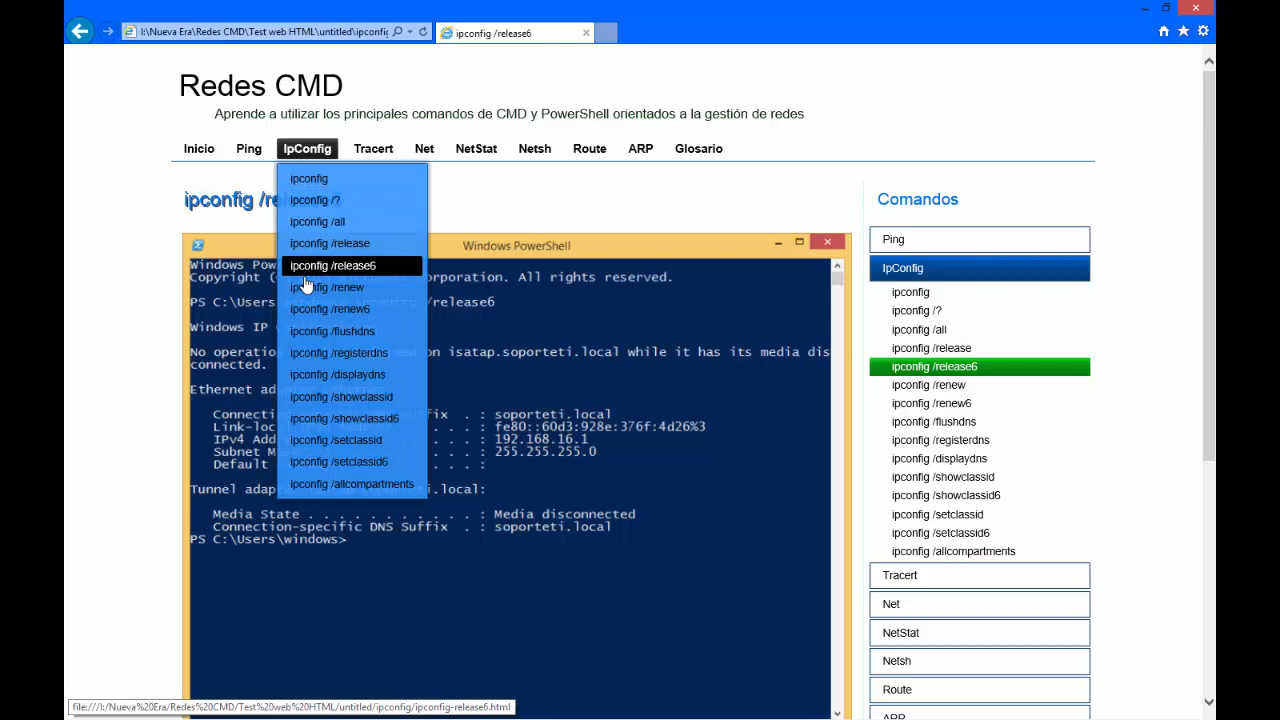 I:\Nueva Era\Redes CMD\Test web HTML\untitled\ipconfig
ipconfig /release6
Redes CMD
Aprende a utilizar los principales comandos de CMD y PowerShell orientados a la gestión de redes
Inicio Ping IpConfig Tracert Net NetStat Netsh Route ARP Glosario
ipconfig /re
ipconfig
ipconfig /?
ipconfig /all
ipconfig /release
ipconfig /release6
ipconfig /renew
ipconfig /renew6
ipconfig /flushdns
ipconfig /registerdns
ipconfig /displaydns
ipconfig /showclassid
ipconfig /showclassid6
ipconfig /setclassid
ipconfig /setclassid6
ipconfig /allcompartments
Windows PowerShell
Windows Pow
Copyright ( rporation. All rights reserved.
PS C:\Users /release6
Windows IP
No operatio on isatap.soporteti.local while it has its media dis
connected.
Ethernet ad
Connecti ffix . : soporteti.local
Link-loc . . : fe80::60d3:928e:376f:4d26%3
IPv4 Add . . : 192.168.16.1
Subnet M . . : 255.255.255.0
Default . . :
Tunnel adap ti.local:
Media State . . . . . . . . . . . : Media disconnected
Connection-specific DNS Suffix . : soporteti.local
PS C:\Users\windows>
Comandos
Ping
IpConfig
ipconfig
ipconfig /?
ipconfig /all
ipconfig /release
ipconfig /release6
ipconfig /renew
ipconfig /renew6
ipconfig /flushdns
ipconfig /registerdns
ipconfig /displaydns
ipconfig /showclassid
ipconfig /showclassid6
ipconfig /setclassid
ipconfig /setclassid6
ipconfig /allcompartments
Tracert
Net
NetStat
Netsh
Route
ARP
file:///I:/Nueva%20Era/Redes%20CMD/Test%20web%20HTML/untitled/ipconfig/ipconfig-release6.html